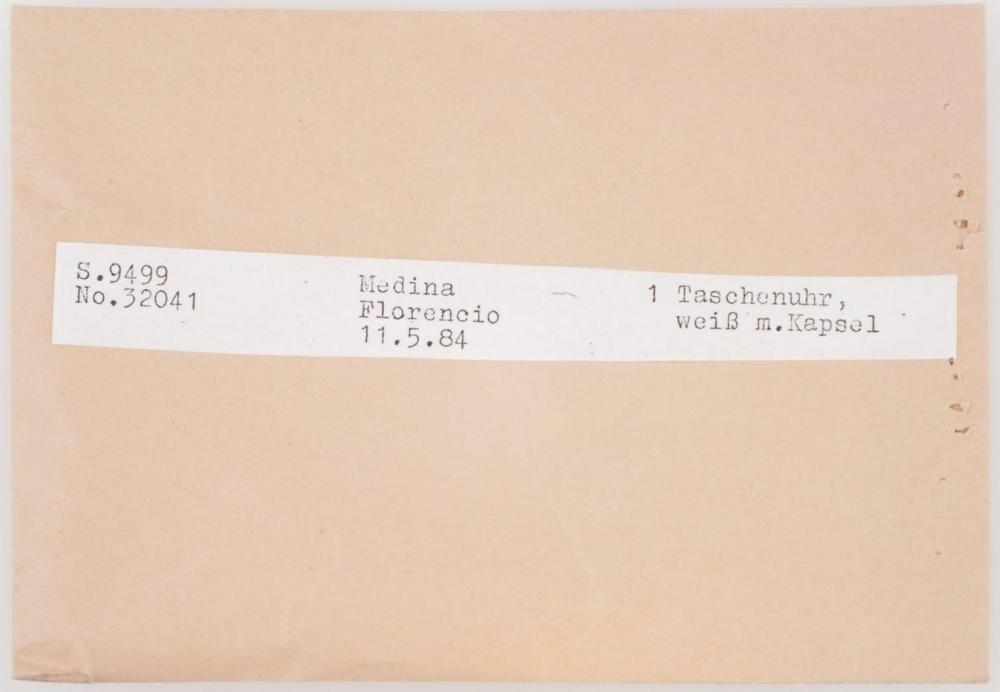 S.9499
No.32041
Medina
Florencio
11.5.84
1 Taschenuhr,
weiß m.Kapsel